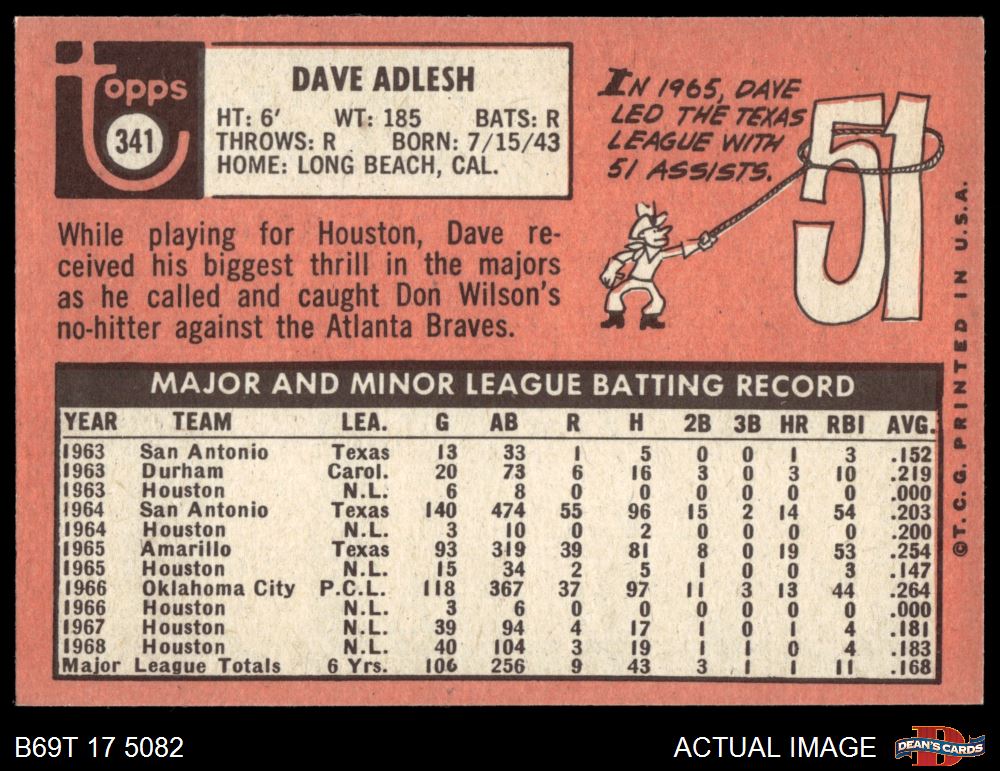 Topps
341
DAVE ADLESH
HT: 6' WT: 185 BATS: R
THROWS: R BORN: 7/15/43
HOME: LONG BEACH, CAL.
IN 1965, DAVE
LED THE TEXAS
LEAGUE WITH
51 ASSISTS.
51
While playing for Houston, Dave re-
ceived his biggest thrill in the majors
as he called and caught Don Wilson's
no-hitter against the Atlanta Braves.
MAJOR AND MINOR LEAGUE BATTING RECORD
YEAR TEAM LEA. G AB R H 2B 3B HR RBI AVG.
1963 San Antonio Texas 13 33 1 5 0 0 1 3 .152
1963 Durham Carol. 20 73 6 16 3 0 3 10 .219
1963 Houston N.L. 6 8 0 0 0 0 0 0 .000
1964 San Antonio Texas 140 474 55 96 15 2 14 54 .203
1964 Houston N.L. 3 10 0 2 0 0 0 0 .200
1965 Amarillo Texas 93 319 39 81 8 0 19 53 .254
1965 Houston N.L. 15 34 2 5 1 0 0 3 .147
1966 Oklahoma City P.C.L. 118 367 37 97 11 3 13 44 .264
1966 Houston N.L. 3 6 0 0 0 0 0 0 .000
1967 Houston N.L. 39 94 4 17 1 0 1 4 .181
1968 Houston N.L. 40 104 3 19 1 1 0 4 .183
Major League Totals 6 Yrs. 106 256 9 43 3 1 1 11 .168
©T.C.G. PRINTED IN U.S.A.
B69T 17 5082
ACTUAL IMAGE
D
DEAN'S CARDS